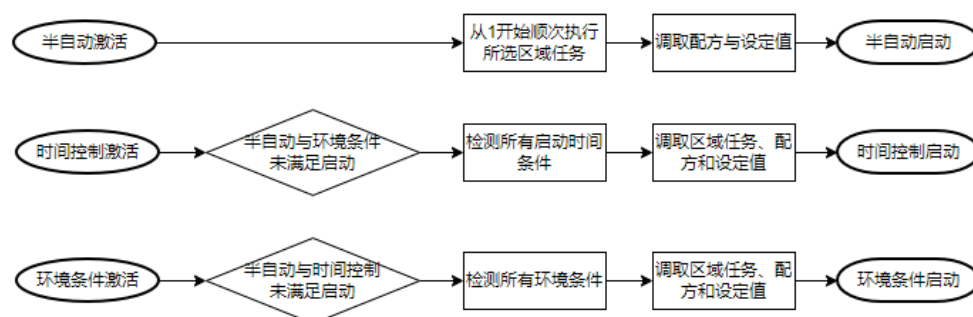 半自动激活
从1开始顺次执行
所选区域任务
调取配方与设定值
半自动启动
时间控制激活
半自动与环境条件
未满足启动
检测所有启动时间
条件
调取区域任务、配
方和设定值
时间控制启动
环境条件激活
半自动与时间控制
未满足启动
检测所有环境条件
调取区域任务、配
方和设定值
环境条件启动